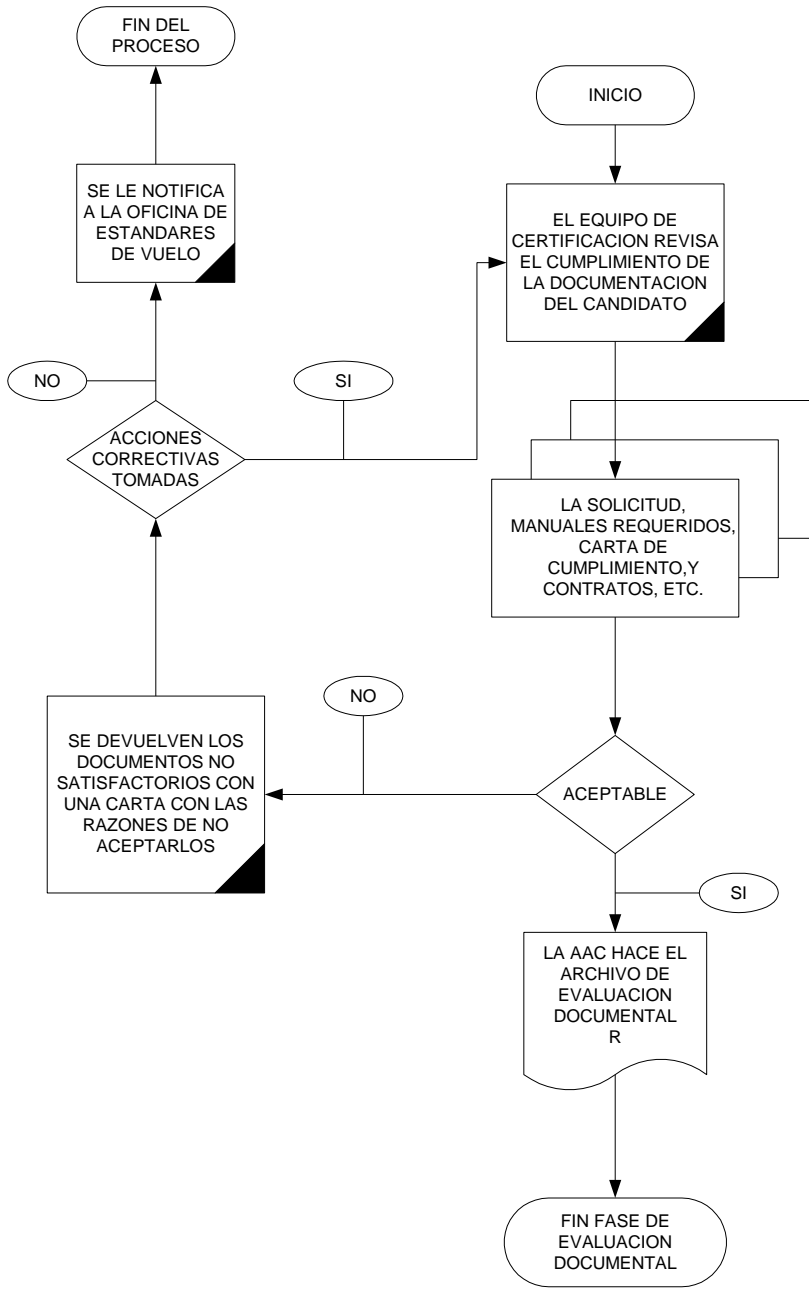 FIN DEL
PROCESO
INICIO
SE LE NOTIFICA
A LA OFICINA DE
ESTANDARES
DE VUELO
EL EQUIPO DE
CERTIFICACION REVISA
EL CUMPLIMIENTO DE
LA DOCUMENTACION
DEL CANDIDATO
NO
SI
ACCIONES
CORRECTIVAS
TOMADAS
LA SOLICITUD,
MANUALES REQUERIDOS,
CARTA DE
CUMPLIMIENTO,Y
CONTRATOS, ETC.
NO
SE DEVUELVEN LOS
DOCUMENTOS NO
SATISFACTORIOS CON
UNA CARTA CON LAS
RAZONES DE NO
ACEPTARLOS
ACEPTABLE
SI
LA AAC HACE EL
ARCHIVO DE
EVALUACION
DOCUMENTAL
R
FIN FASE DE
EVALUACION
DOCUMENTAL